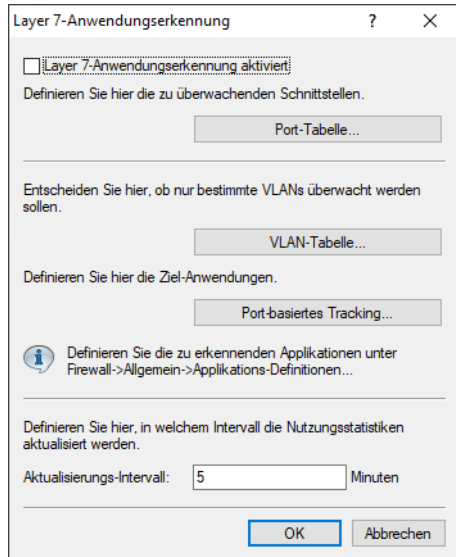 Layer 7-Anwendungserkennung ?
Layer 7-Anwendungserkennung aktiviert
Definieren Sie hier die zu überwachenden Schnittstellen.
Port-Tabelle...
Entscheiden Sie hier, ob nur bestimmte VLANs überwacht werden
sollen.
VLAN-Tabelle...
Definieren Sie hier die Ziel-Anwendungen.
Port-basiertes Tracking...
Definieren Sie die zu erkennenden Applikationen unter
Firewall->Allgemein->Applikations-Definitionen...
Definieren Sie hier, in welchem Intervall die Nutzungsstatistiken
aktualisiert werden.
Aktualisierungs-Intervall: 5 Minuten
OK Abbrechen